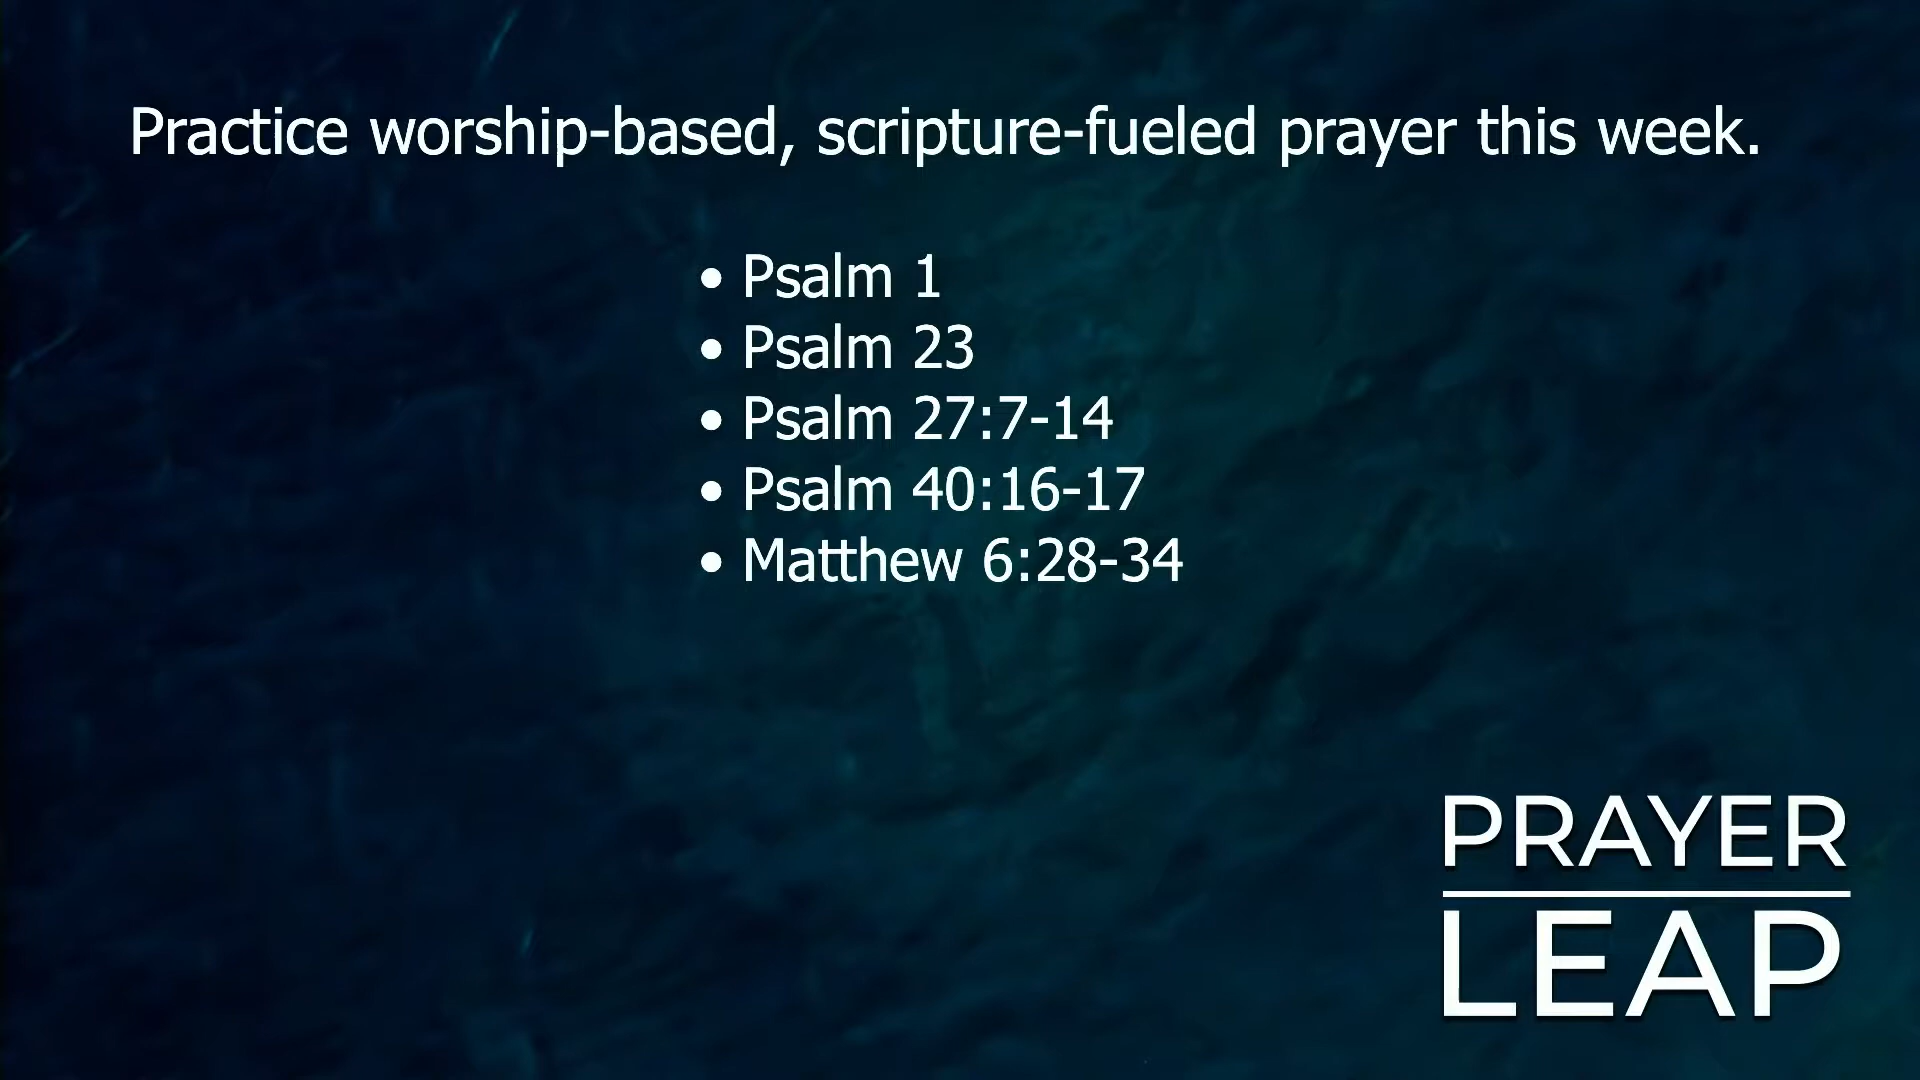 Practice worship-based, scripture-fueled prayer this week.
• Psalm 1
• Psalm 23
• Psalm 27:7-14
• Psalm 40:16-17
• Matthew 6:28-34
PRAYER
LEAP